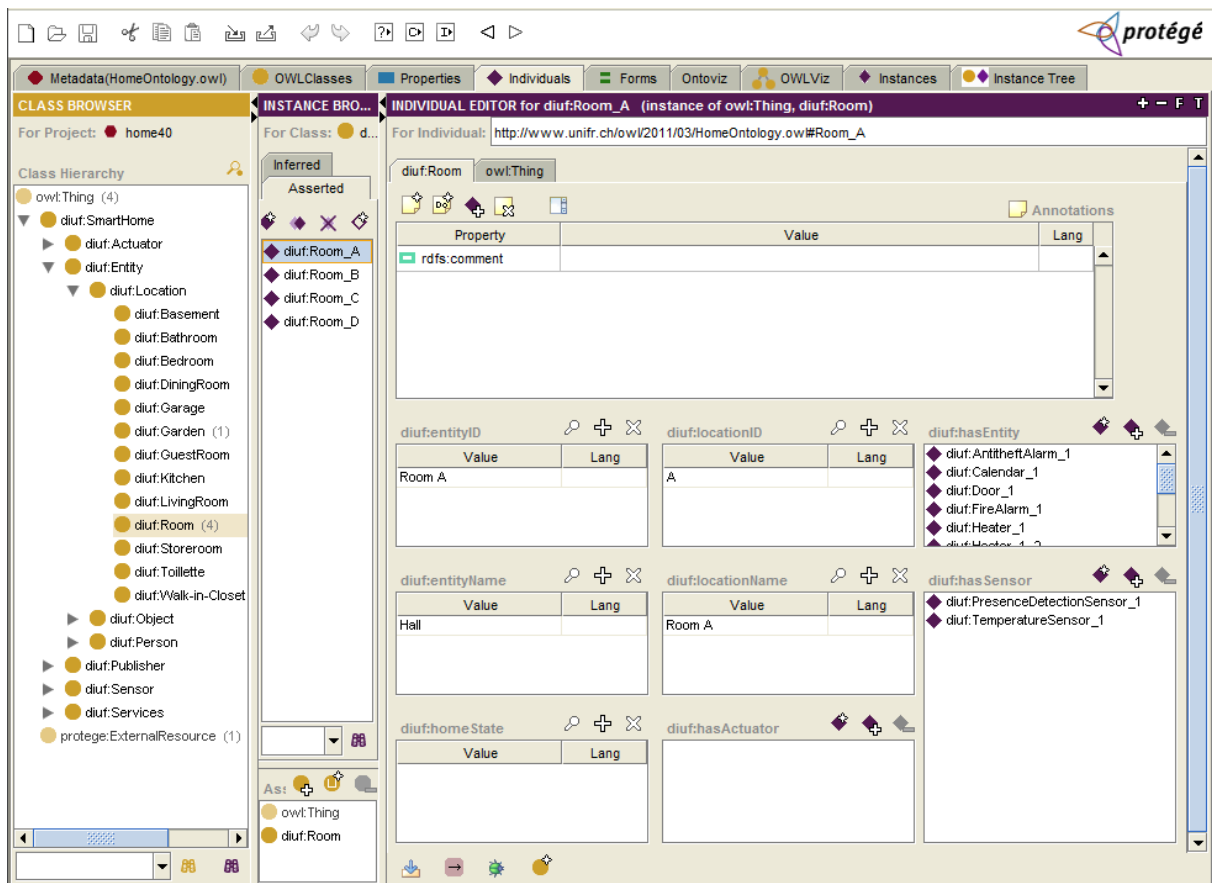 protégé
Metadata(HomeOntology.owl) OWLClasses Properties Individuals Forms Ontoviz OWLViz Instances Instance Tree
CLASS BROWSER
For Project: home40
Class Hierarchy
owl:Thing (4)
diuf:SmartHome
diuf:Actuator
diuf:Entity
diuf:Location
diuf:Basement
diuf:Bathroom
diuf:Bedroom
diuf:DiningRoom
diuf:Garage
diuf:Garden (1)
diuf:GuestRoom
diuf:Kitchen
diuf:LivingRoom
diuf:Room (4)
diuf:Storeroom
diuf:Toillette
diuf:Walk-in-Closet
diuf:Object
diuf:Person
diuf:Publisher
diuf:Sensor
diuf:Services
protege:ExternalResource (1)
INSTANCE BRO...
For Class: d...
Inferred
Asserted
diuf:Room_A
diuf:Room_B
diuf:Room_C
diuf:Room_D
As:
owl:Thing
diuf:Room
INDIVIDUAL EDITOR for diuf:Room_A (instance of owl:Thing, diuf:Room) + − F T
For Individual: http://www.unifr.ch/owl/2011/03/HomeOntology.owl#Room_A
diuf:Room owl:Thing
Annotations
Property Value Lang
rdfs:comment
diuf:entityID
Value Lang
Room A
diuf:locationID
Value Lang
A
diuf:hasEntity
diuf:AntitheftAlarm_1
diuf:Calendar_1
diuf:Door_1
diuf:FireAlarm_1
diuf:Heater_1
diuf:entityName
Value Lang
Hall
diuf:locationName
Value Lang
Room A
diuf:hasSensor
diuf:PresenceDetectionSensor_1
diuf:TemperatureSensor_1
diuf:homeState
Value Lang
diuf:hasActuator